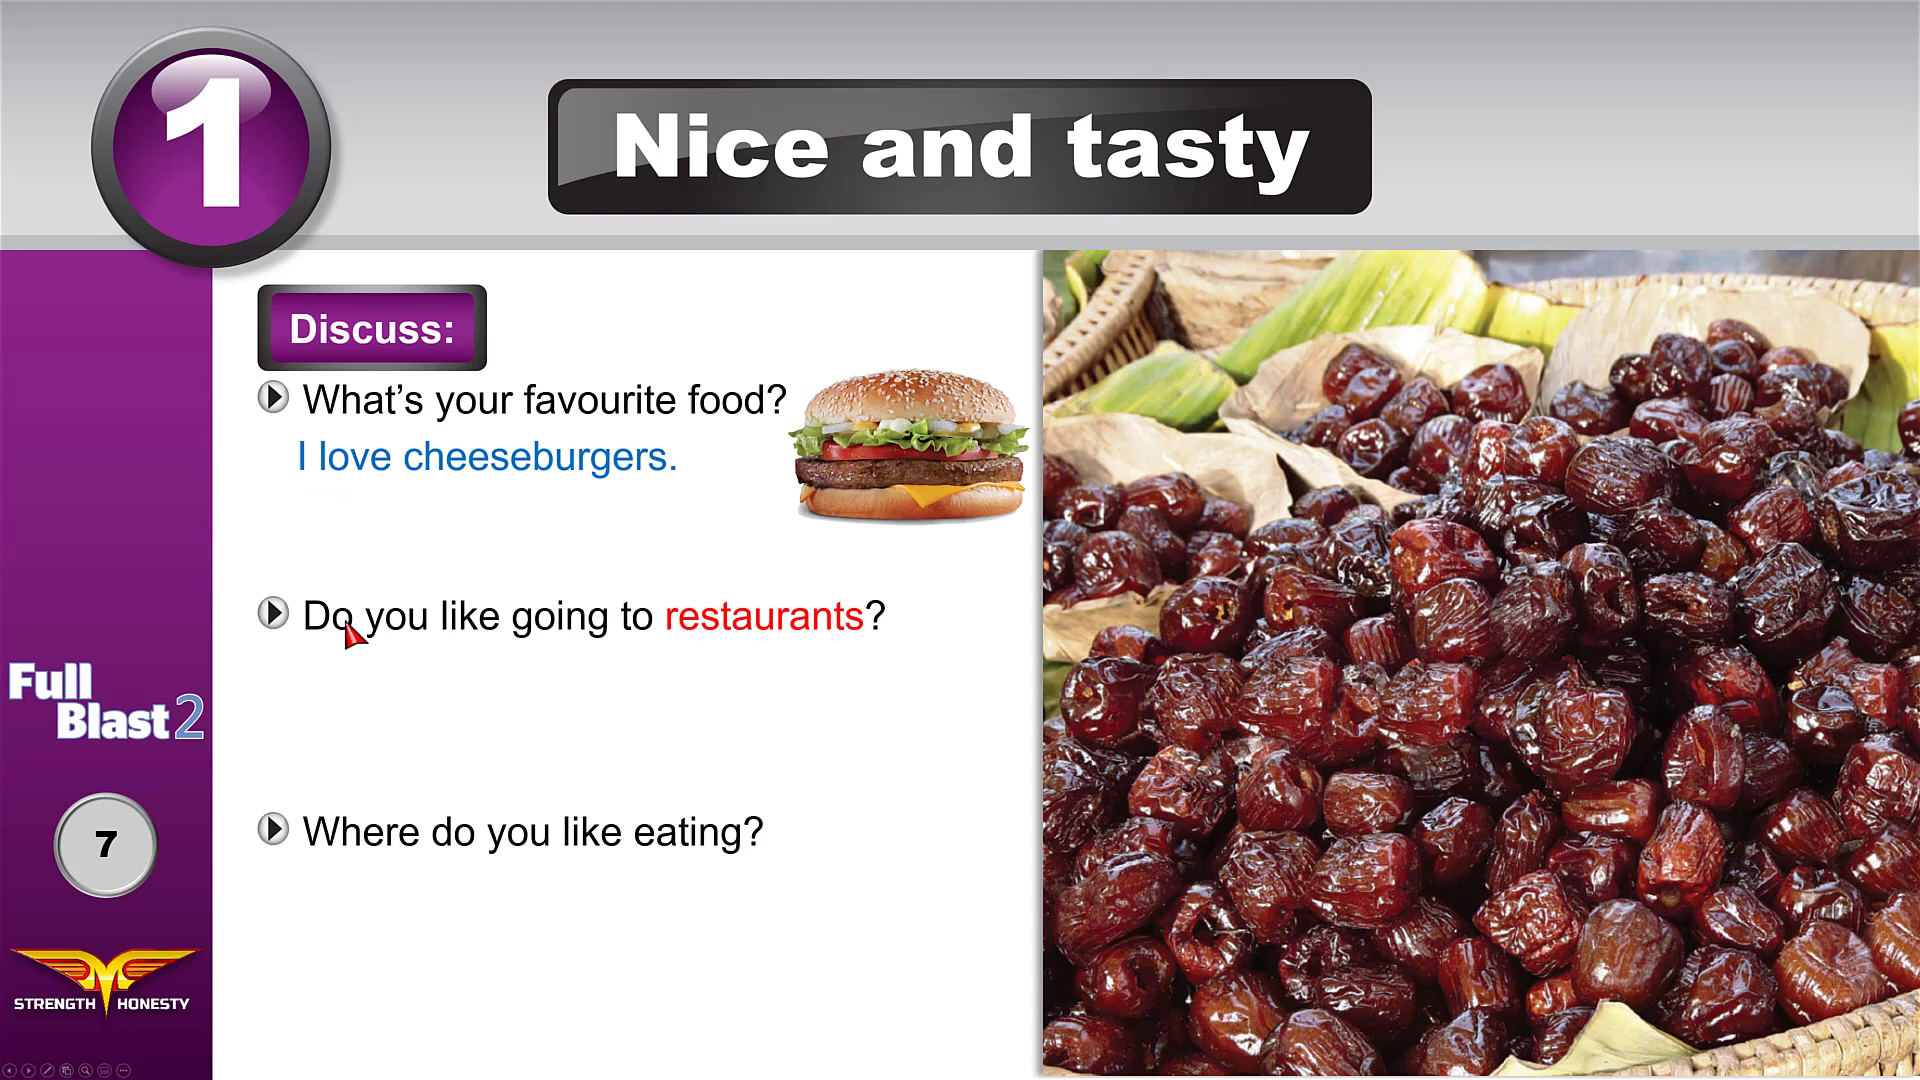 1
Nice and tasty
Discuss:
What’s your favourite food?
I love cheeseburgers.
Do you like going to restaurants?
Where do you like eating?
Full
Blast 2
7
STRENGTH HONESTY